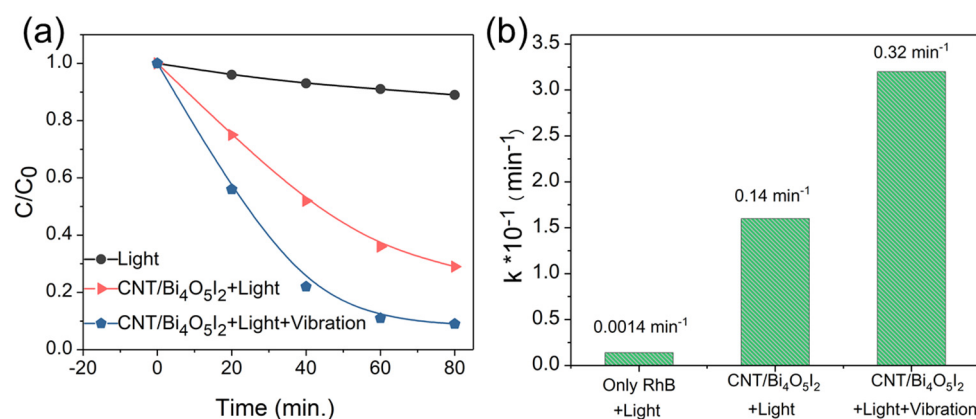 (a)
1.0
0.8
0.6
0.4
0.2
0.0
C/C₀
Light
CNT/Bi₄O₅I₂+Light
CNT/Bi₄O₅I₂+Light+Vibration
-20 0 20 40 60 80
Time (min.)
(b)
3.5
3.0
2.5
2.0
1.5
1.0
0.5
0.0
k *10⁻¹ (min⁻¹)
0.0014 min⁻¹
0.14 min⁻¹
0.32 min⁻¹
Only RhB
+Light
CNT/Bi₄O₅I₂
+Light
CNT/Bi₄O₅I₂
+Light+Vibration